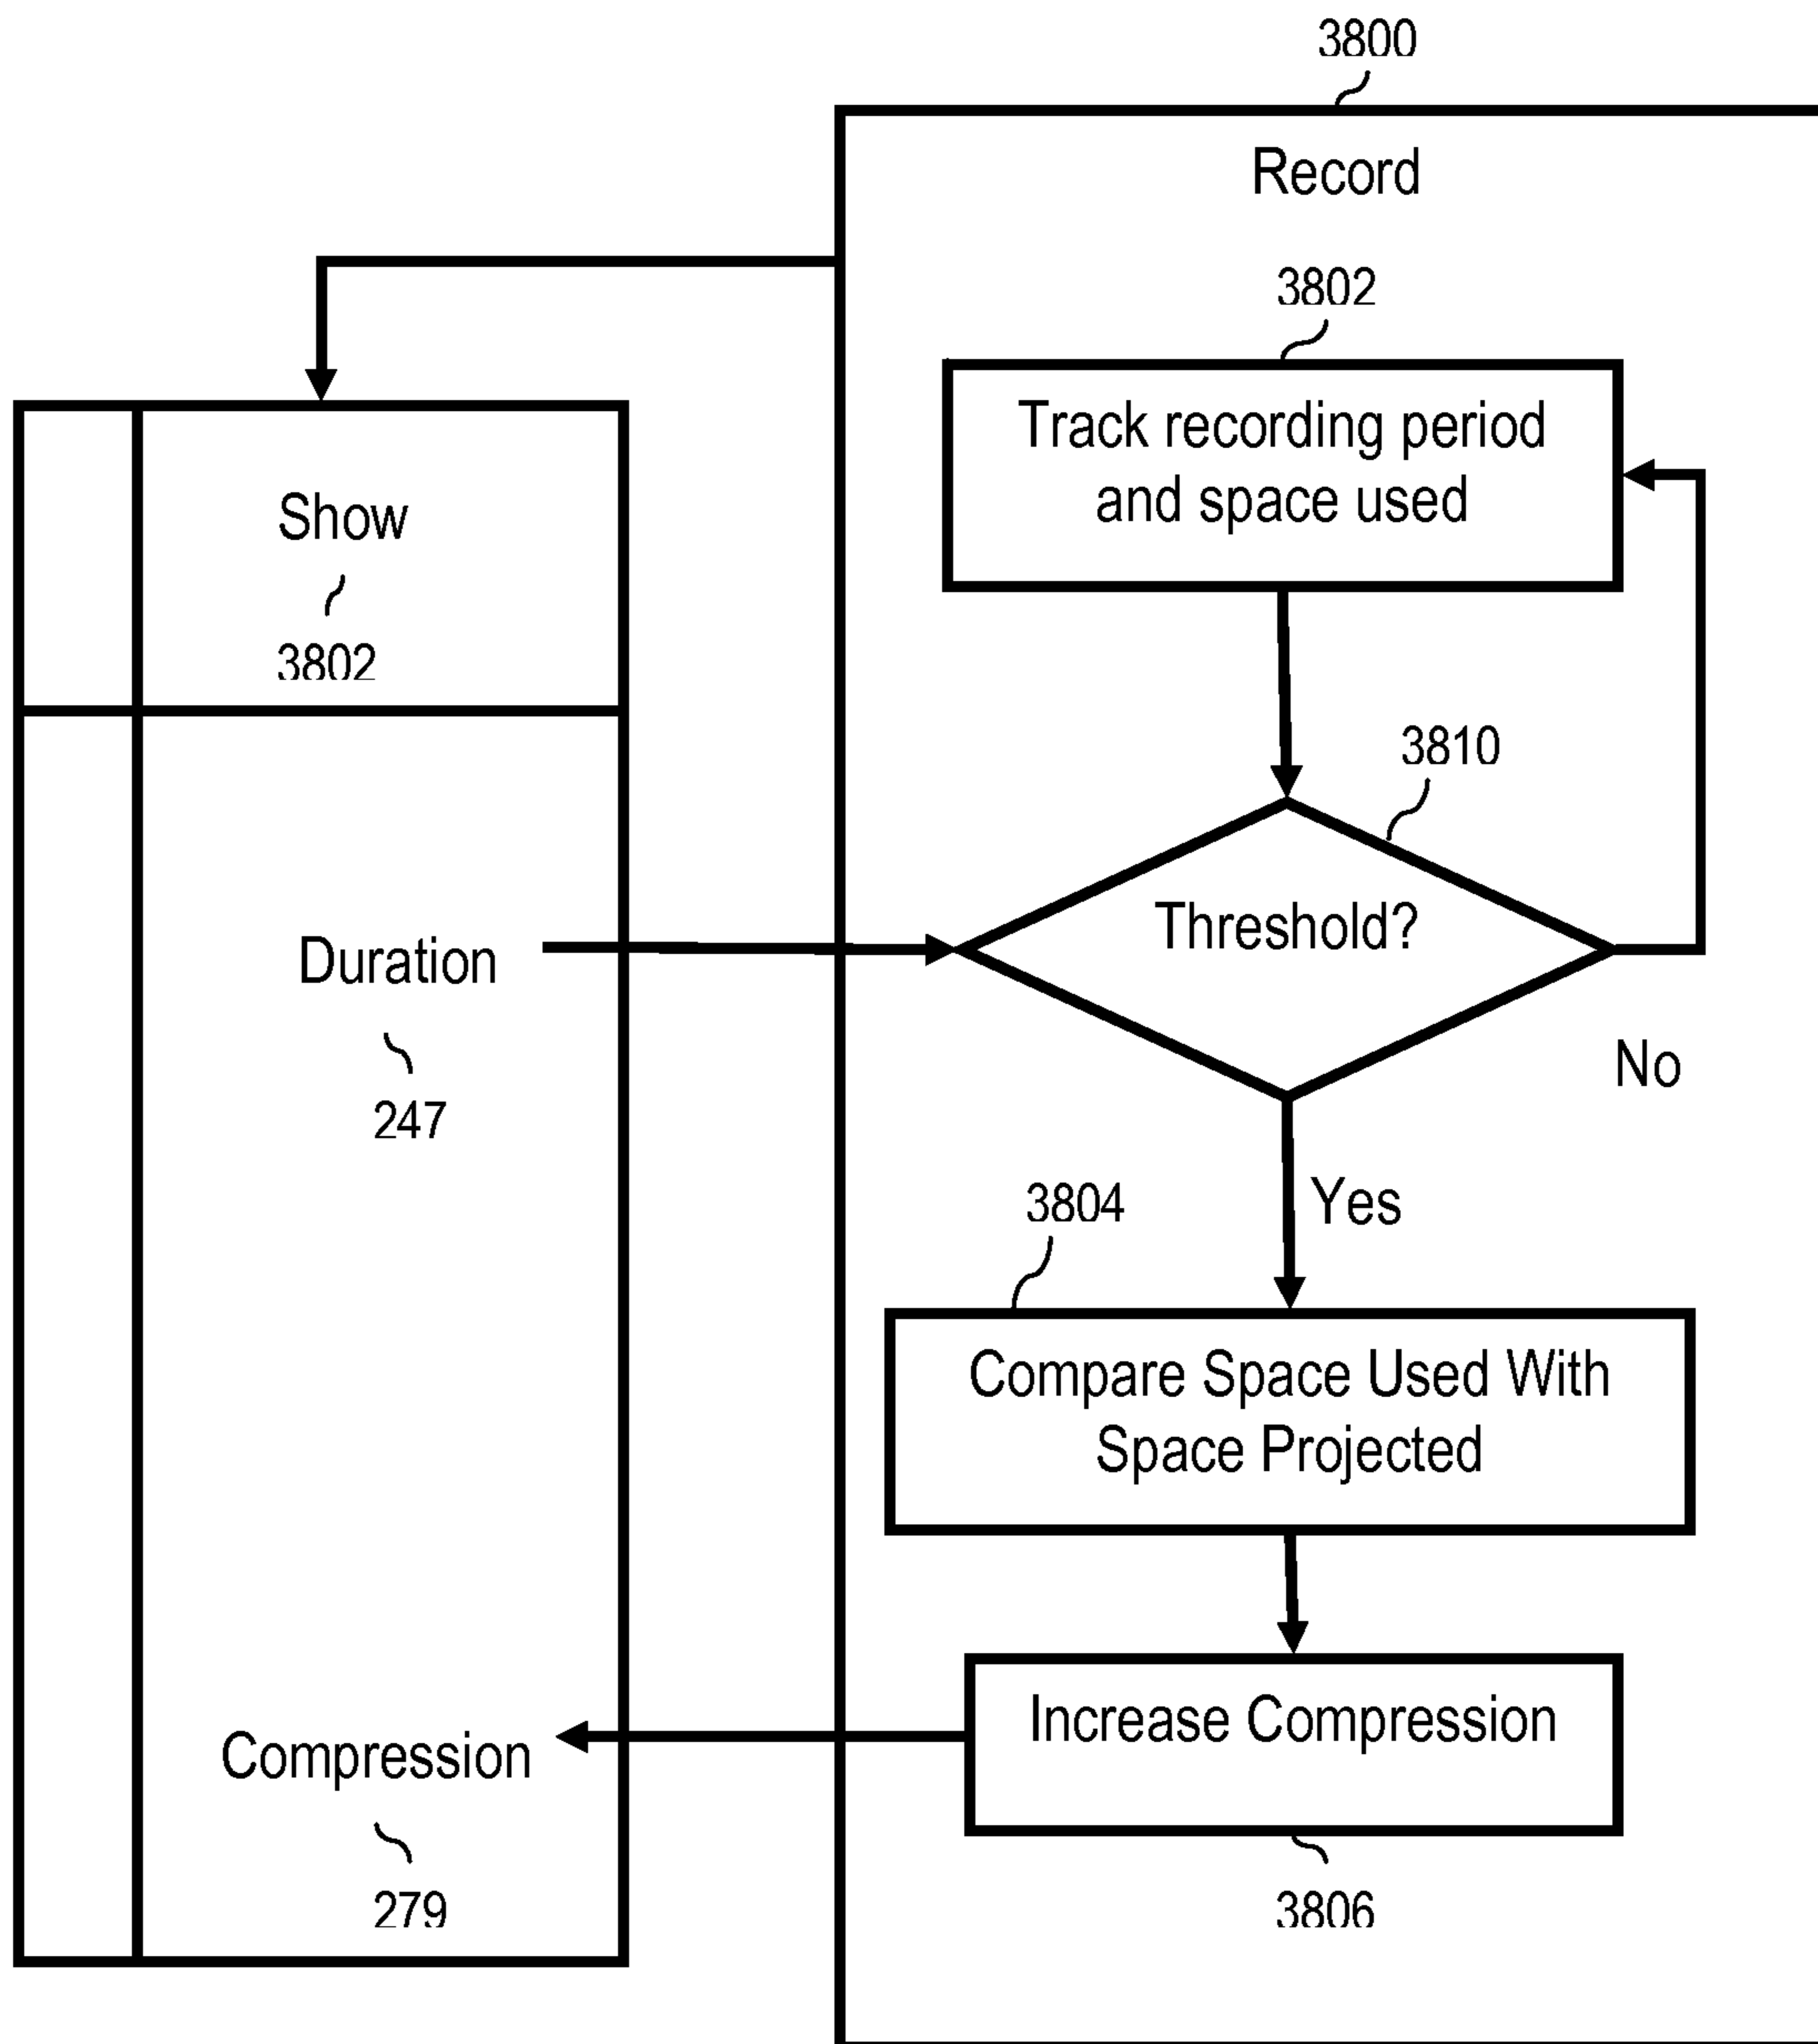 3800
Record
3802
Track recording period
and space used
Show
3802
3810
Threshold?
Duration
247
No
Yes
3804
Compare Space Used With
Space Projected
Increase Compression
Compression
279
3806